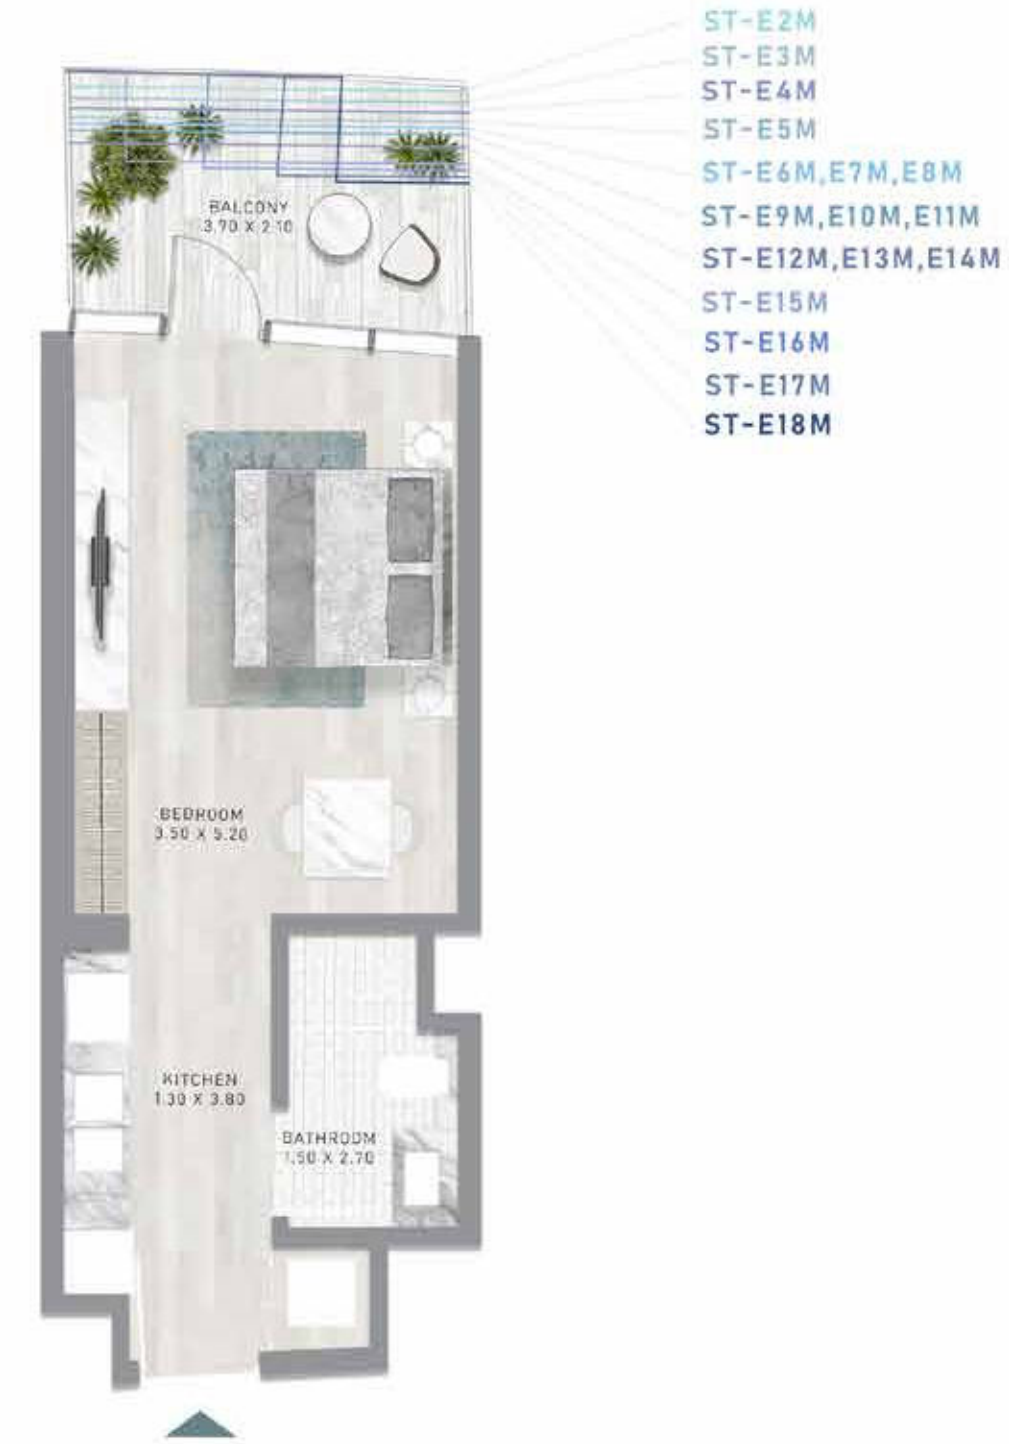 ST-E2M
ST-E3M
ST-E4M
ST-E5M
ST-E6M,E7M,E8M
ST-E9M,E10M,E11M
ST-E12M,E13M,E14M
ST-E15M
ST-E16M
ST-E17M
ST-E18M
BALCONY
3.70 X 2.10
BEDROOM
3.50 X 5.20
KITCHEN
1.30 X 3.80
BATHROOM
1.50 X 2.70